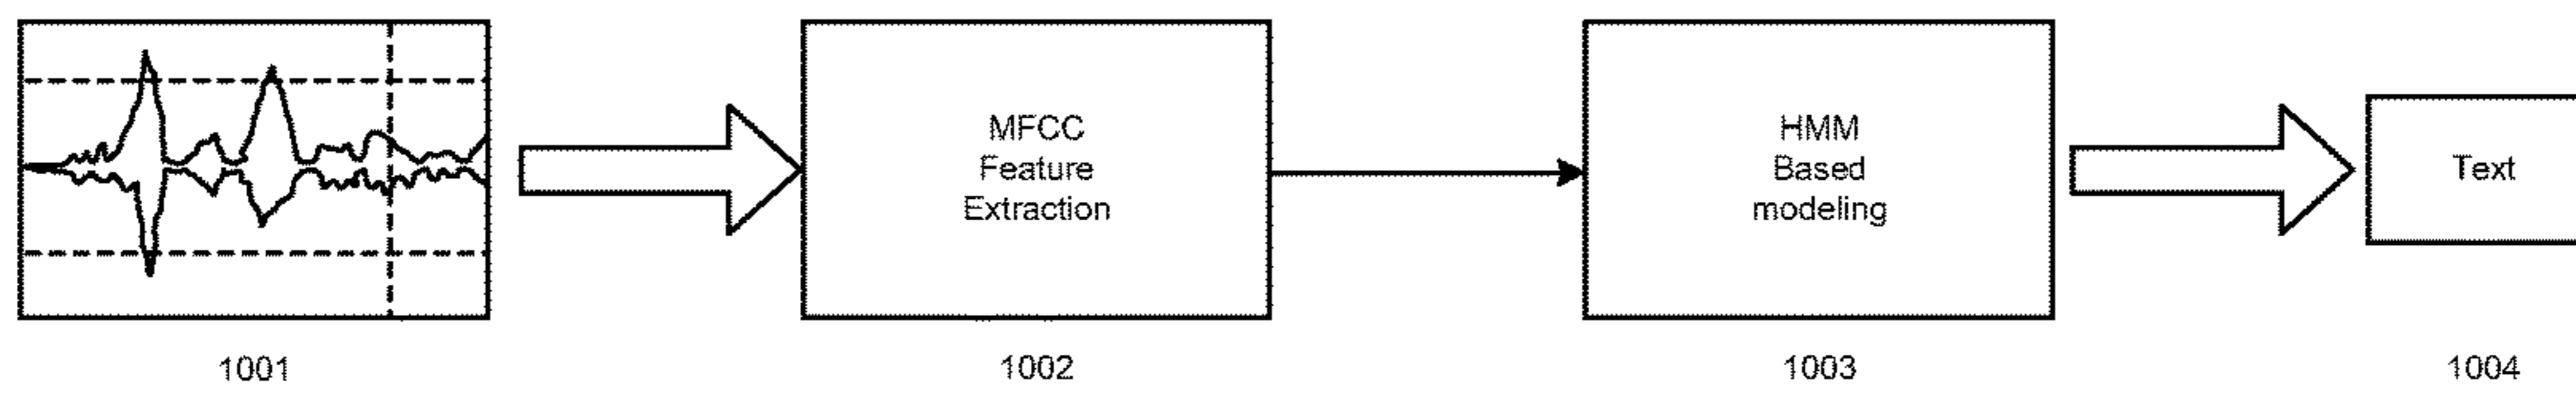 MFCC
Feature
Extraction
HMM
Based
modeling
Text
1001
1002
1003
1004